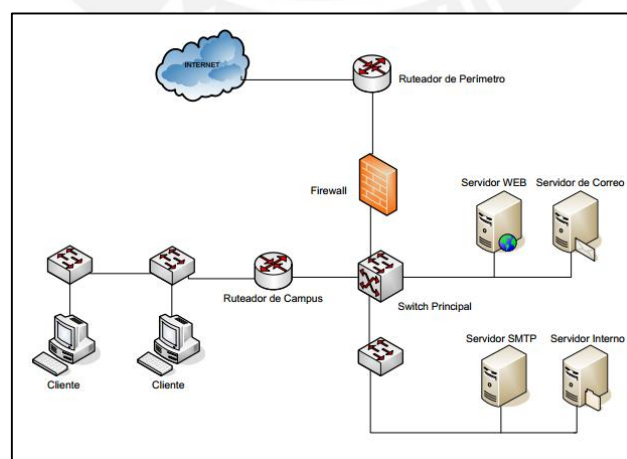 INTERNET
Ruteador de Perímetro
Firewall
Servidor WEB
Servidor de Correo
Ruteador de Campus
Switch Principal
Cliente
Cliente
Servidor SMTP
Servidor Interno